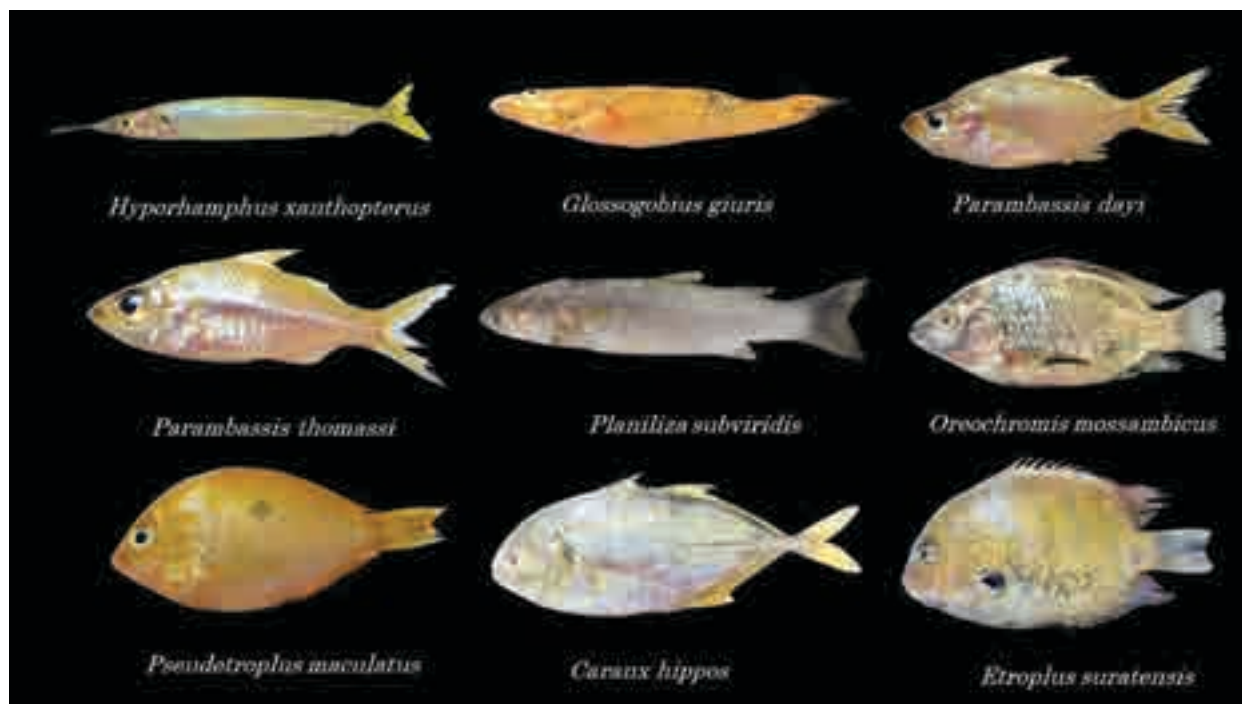 Hyporhamphus xanthopterus
Glossogobius giuris
Parambassis dayi
Parambassis thomassi
Planiliza subviridis
Oreochromis mossambicus
Pseudetroplus maculatus
Caranx hippos
Etroplus suratensis